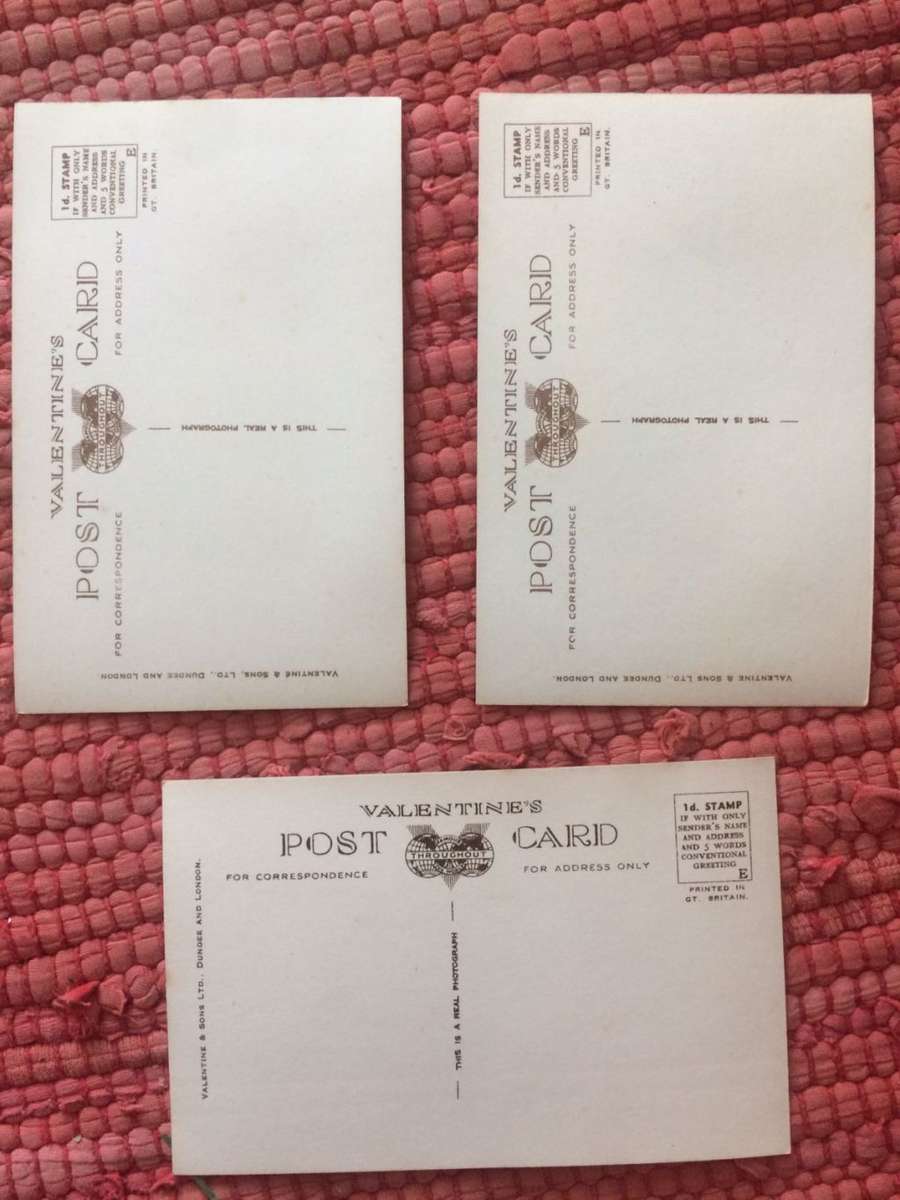 VALENTINE'S
POST CARD
THROUGHOUT
FOR CORRESPONDENCE
FOR ADDRESS ONLY
1d. STAMP
IF WITH ONLY
SENDER'S NAME
AND ADDRESS
AND 5 WORDS
CONVENTIONAL
GREETING
E
PRINTED IN
GT. BRITAIN.
THIS IS A REAL PHOTOGRAPH
VALENTINE & SONS, LTD., DUNDEE AND LONDON
VALENTINE'S
POST CARD
THROUGHOUT
FOR CORRESPONDENCE
FOR ADDRESS ONLY
1d. STAMP
IF WITH ONLY
SENDER'S NAME
AND ADDRESS
AND 5 WORDS
CONVENTIONAL
GREETING
E
PRINTED IN
GT. BRITAIN.
THIS IS A REAL PHOTOGRAPH
VALENTINE & SONS LTD., DUNDEE AND LONDON.
VALENTINE'S
POST CARD
THROUGHOUT
FOR CORRESPONDENCE
FOR ADDRESS ONLY
1d. STAMP
IF WITH ONLY
SENDER'S NAME
AND ADDRESS
AND 5 WORDS
CONVENTIONAL
GREETING
E
PRINTED IN
GT. BRITAIN.
THIS IS A REAL PHOTOGRAPH
VALENTINE & SONS LTD., DUNDEE AND LONDON.